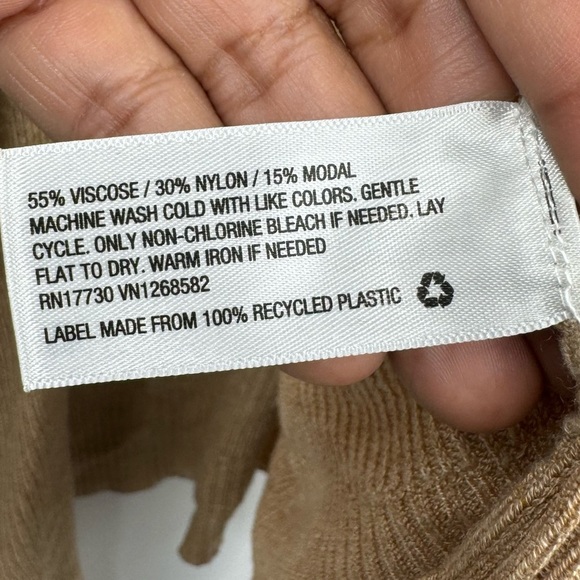 55% VISCOSE / 30% NYLON / 15% MODAL
MACHINE WASH COLD WITH LIKE COLORS. GENTLE
CYCLE. ONLY NON-CHLORINE BLEACH IF NEEDED. LAY
FLAT TO DRY. WARM IRON IF NEEDED
RN17730 VN1268582
LABEL MADE FROM 100% RECYCLED PLASTIC